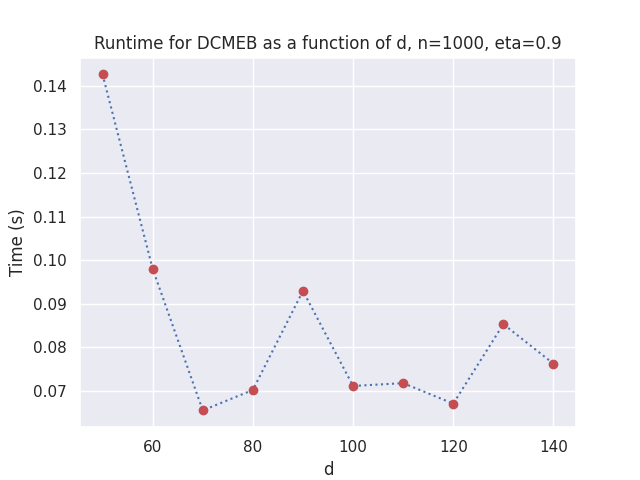 Runtime for DCMEB as a function of d, n=1000, eta=0.9
0.14
0.13
0.12
0.11
0.10
0.09
0.08
0.07
Time (s)
60 80 100 120 140
d